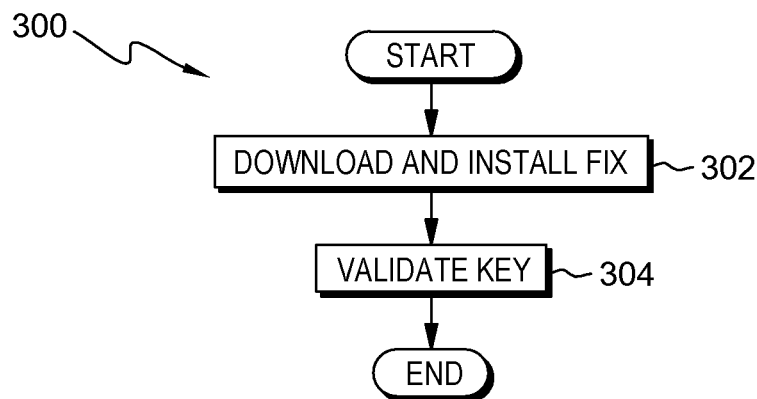 300
START
DOWNLOAD AND INSTALL FIX
302
VALIDATE KEY
304
END